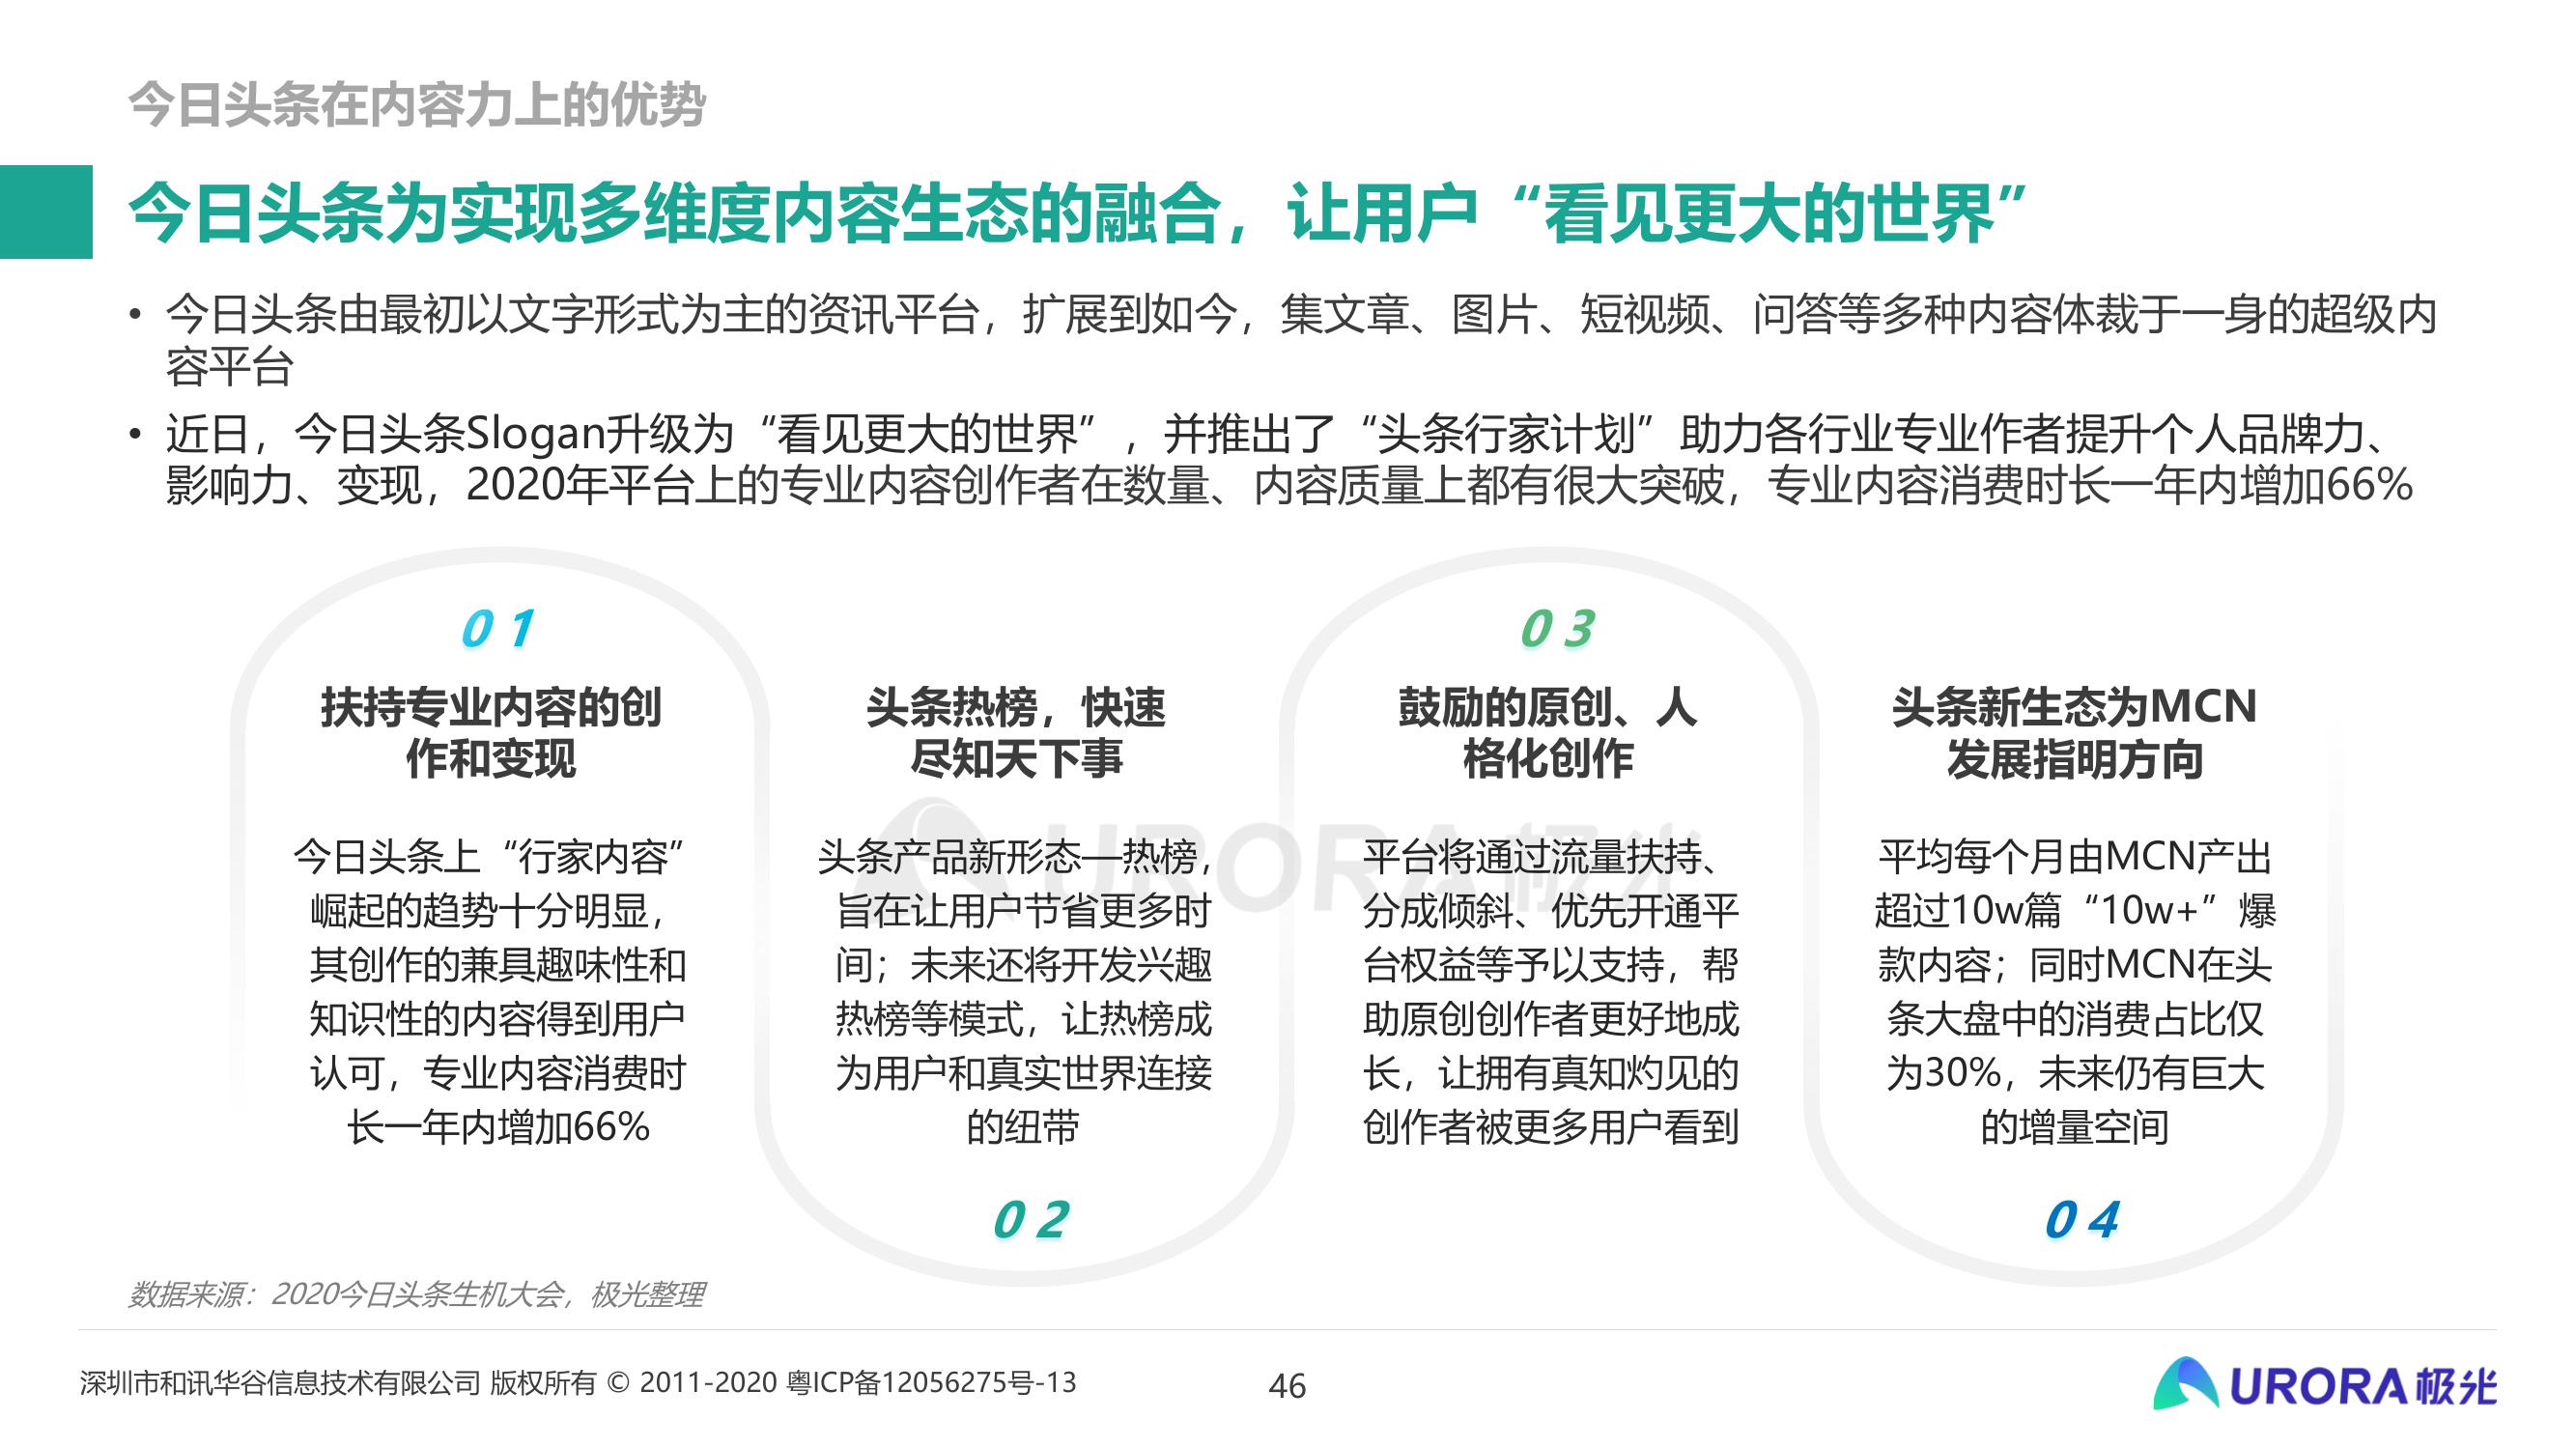 今日头条在内容力上的优势
今日头条为实现多维度内容生态的融合，让用户“看见更大的世界”
• 今日头条由最初以文字形式为主的资讯平台，扩展到如今，集文章、图片、短视频、问答等多种内容体裁于一身的超级内
容平台
• 近日，今日头条Slogan升级为“看见更大的世界”，并推出了“头条行家计划”助力各行业专业作者提升个人品牌力、
影响力、变现，2020年平台上的专业内容创作者在数量、内容质量上都有很大突破，专业内容消费时长一年内增加66%
01
扶持专业内容的创
作和变现
今日头条上“行家内容”
崛起的趋势十分明显，
其创作的兼具趣味性和
知识性的内容得到用户
认可，专业内容消费时
长一年内增加66%
头条热榜，快速
尽知天下事
头条产品新形态—热榜，
旨在让用户节省更多时
间；未来还将开发兴趣
热榜等模式，让热榜成
为用户和真实世界连接
的纽带
02
03
鼓励的原创、人
格化创作
平台将通过流量扶持、
分成倾斜、优先开通平
台权益等予以支持，帮
助原创创作者更好地成
长，让拥有真知灼见的
创作者被更多用户看到
头条新生态为MCN
发展指明方向
平均每个月由MCN产出
超过10w篇“10w+”爆
款内容；同时MCN在头
条大盘中的消费占比仅
为30%，未来仍有巨大
的增量空间
04
URORA极光
数据来源：2020今日头条生机大会，极光整理
深圳市和讯华谷信息技术有限公司 版权所有 © 2011-2020 粤ICP备12056275号-13
46
URORA极光